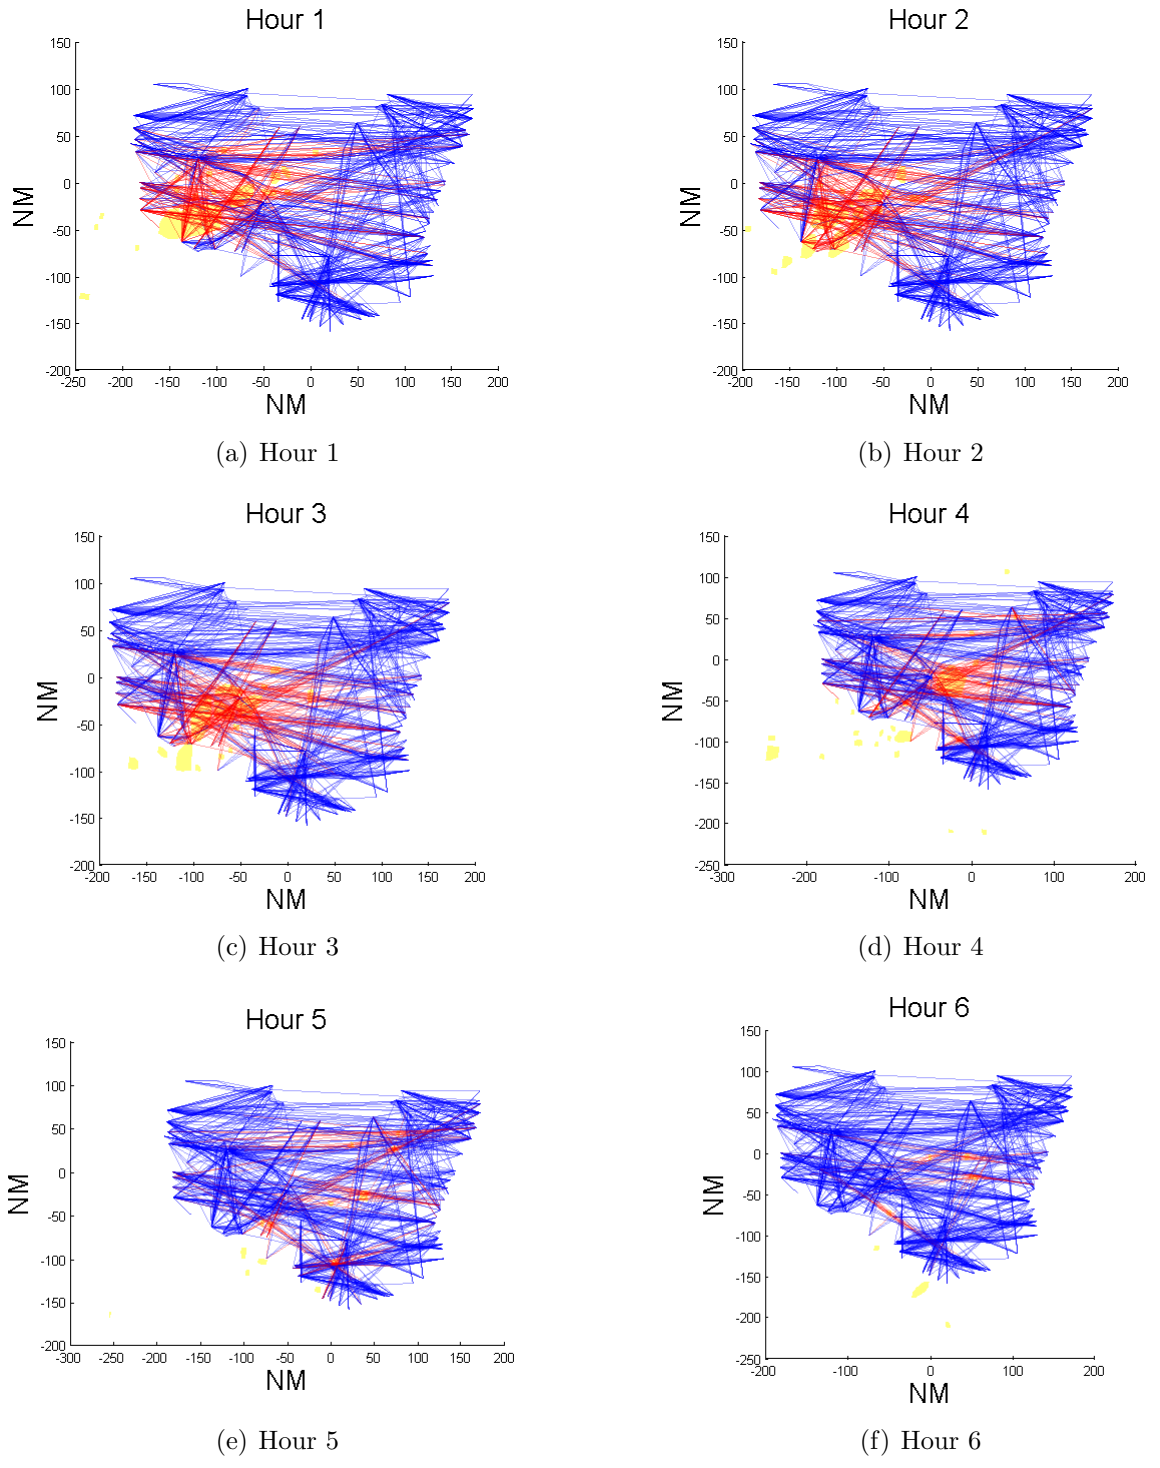 Hour 1
150
100
50
0
-50
-100
-150
-200
-250 -200 -150 -100 -50 0 50 100 150 200
NM
NM
(a) Hour 1
Hour 2
150
100
50
0
-50
-100
-150
-200
-200 -150 -100 -50 0 50 100 150 200
NM
NM
(b) Hour 2
Hour 3
150
100
50
0
-50
-100
-150
-200
-200 -150 -100 -50 0 50 100 150 200
NM
NM
(c) Hour 3
Hour 4
150
100
50
0
-50
-100
-150
-200
-250
-300 -200 -100 0 100 200
NM
NM
(d) Hour 4
Hour 5
150
100
50
0
-50
-100
-150
-200
-300 -250 -200 -150 -100 -50 0 50 100 150 200
NM
NM
(e) Hour 5
Hour 6
150
100
50
0
-50
-100
-150
-200
-250
-200 -100 0 100 200
NM
NM
(f) Hour 6